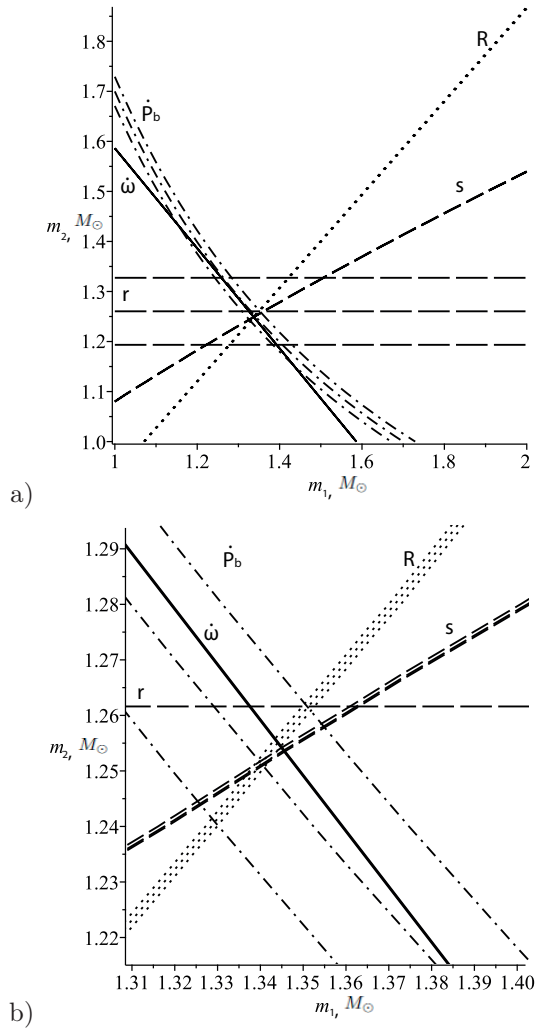 1.8
R
1.7
Ṗb
1.6
ω̇
s
1.5
m₂, M⊙
1.4
1.3
r
1.2
1.1
1.0
1 1.2 1.4 1.6 1.8 2
m₁, M⊙
a)
1.29
Ṗb
R
1.28
ω̇
s
1.27
r
1.26
m₂, M⊙
1.25
1.24
1.23
1.22
1.31 1.32 1.33 1.34 1.35 1.36 1.37 1.38 1.39 1.40
m₁, M⊙
b)